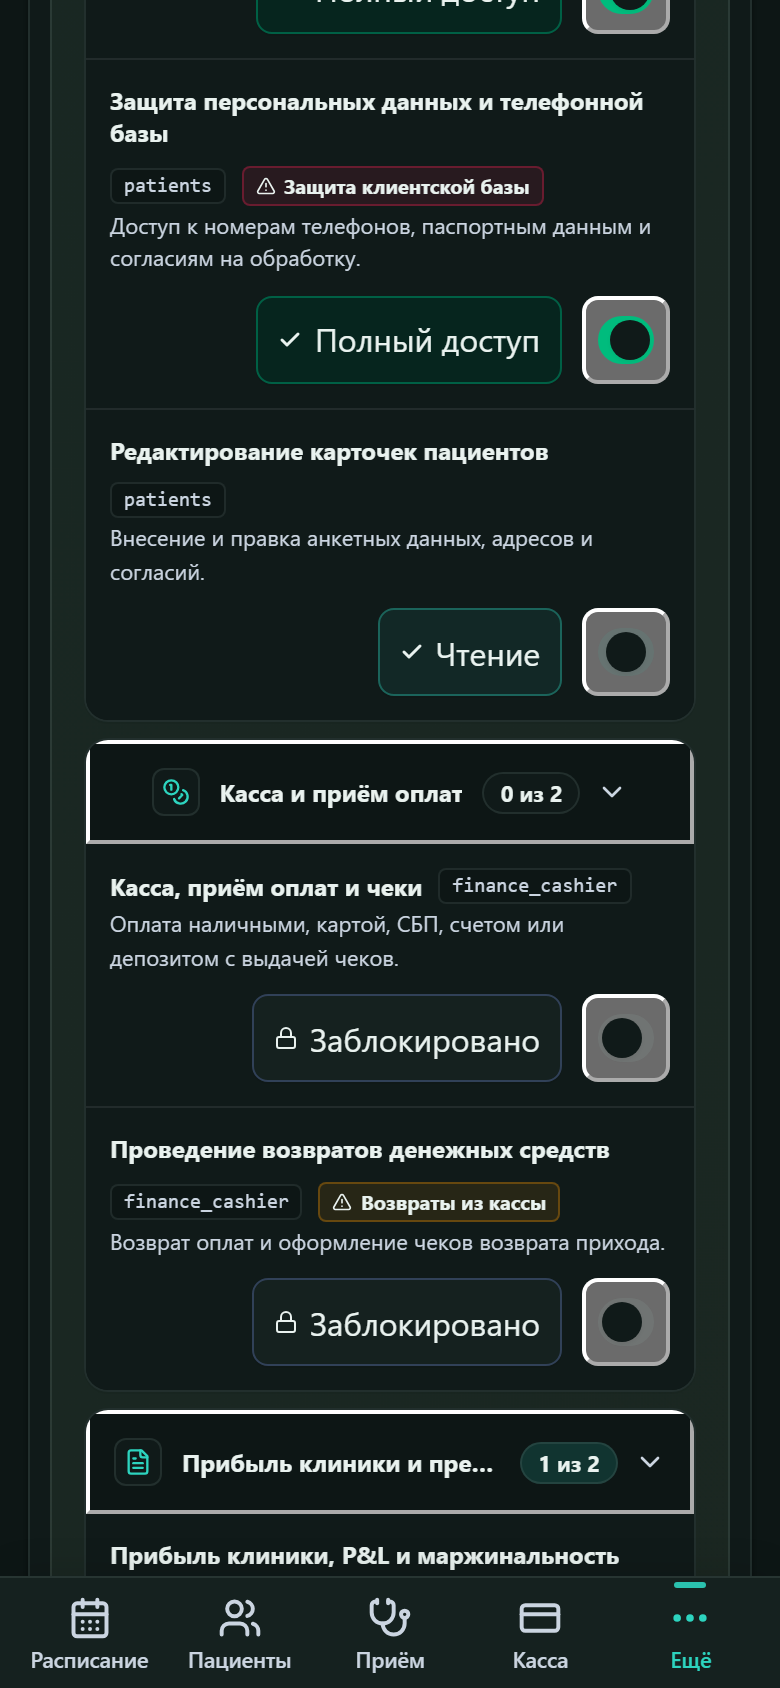 Полный доступ
Защита персональных данных и телефонной
базы
patients
Защита клиентской базы
Доступ к номерам телефонов, паспортным данным и
согласиям на обработку.
Полный доступ
Редактирование карточек пациентов
patients
Внесение и правка анкетных данных, адресов и
согласий.
Чтение
Касса и приём оплат 0 из 2
Касса, приём оплат и чеки finance_cashier
Оплата наличными, картой, СБП, счетом или
депозитом с выдачей чеков.
Заблокировано
Проведение возвратов денежных средств
finance_cashier
Возвраты из кассы
Возврат оплат и оформление чеков возврата прихода.
Заблокировано
Прибыль клиники и пре... 1 из 2
Прибыль клиники, P&L и маржинальность
Расписание Пациенты Приём Касса Ещё